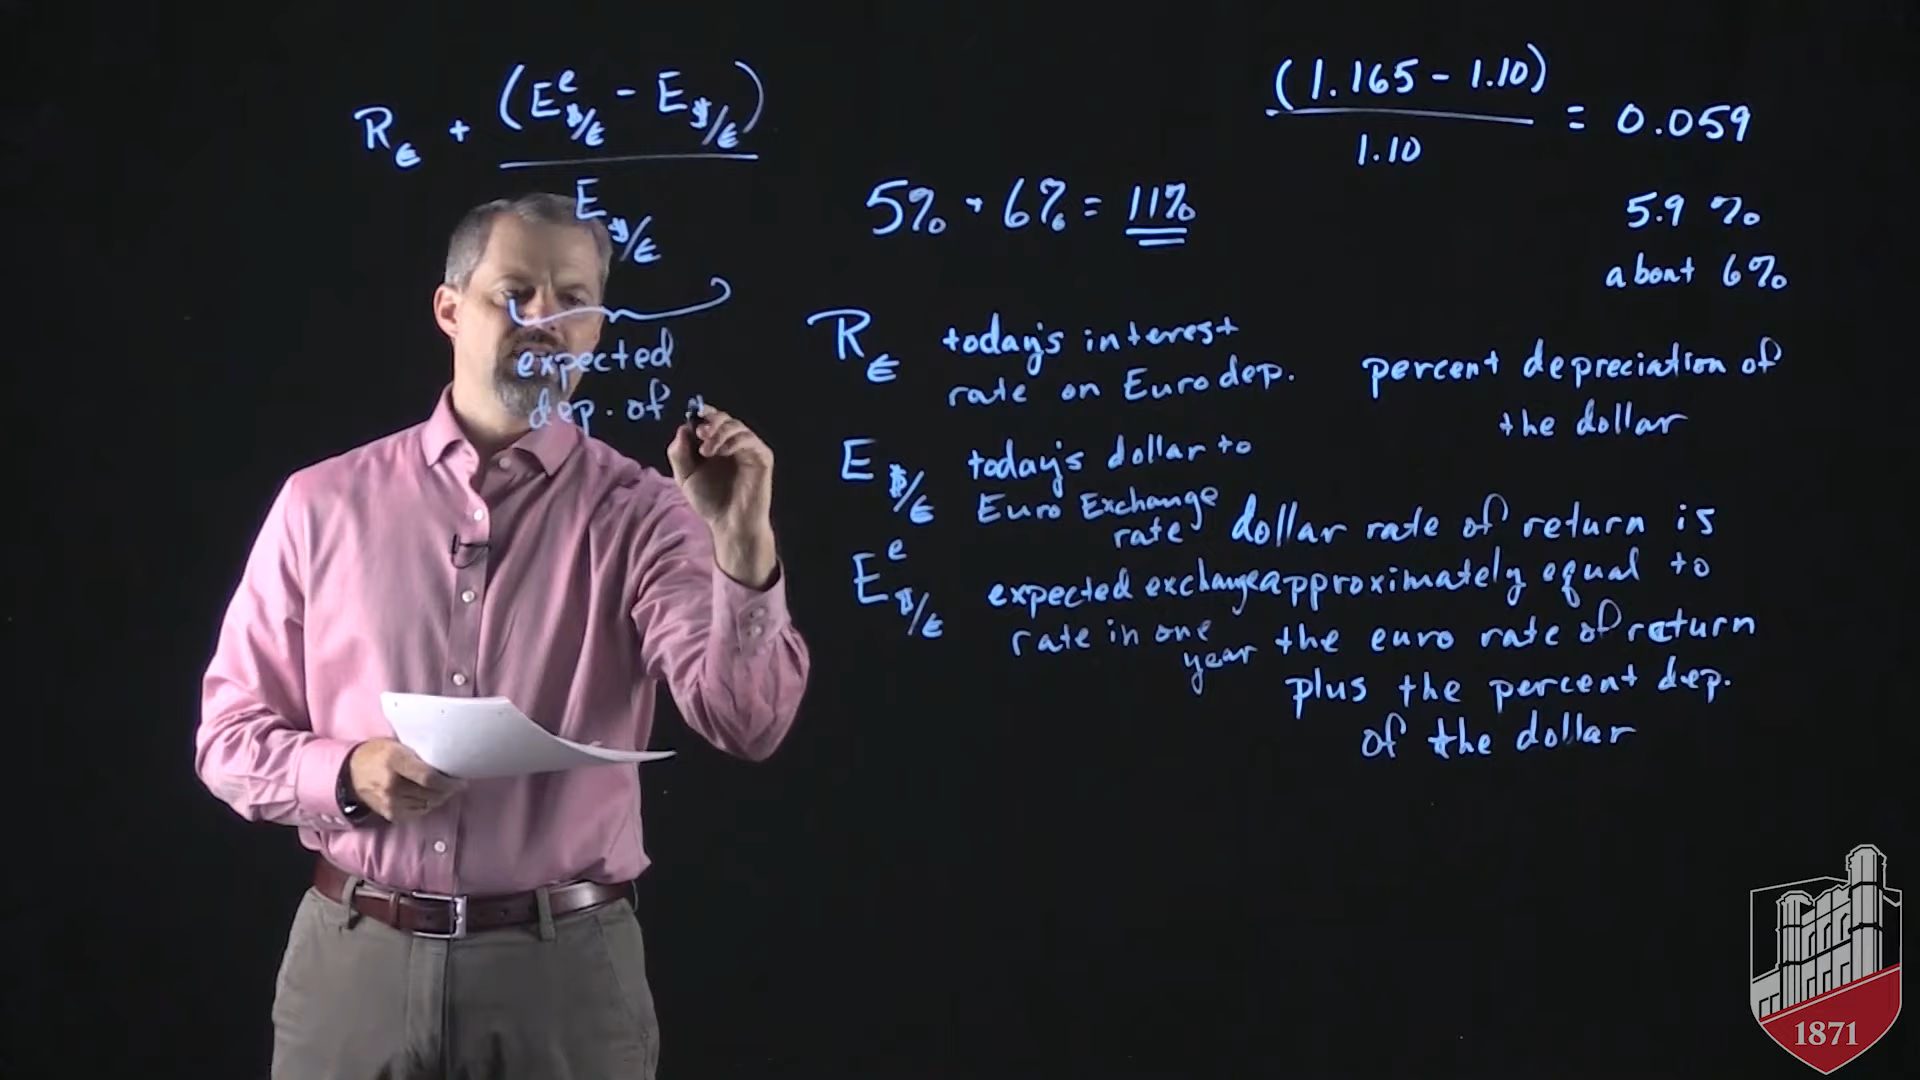 R€ + (Eᵉ$/€ - E$/€)
E$/€
expected
dep. of
5% + 6% = 11%
(1.165 - 1.10)
1.10
= 0.059
5.9 %
about 6%
R€ today's interest
rate on Euro dep.
percent depreciation of
the dollar
E$/€ today's dollar to
Euro Exchange
rate
Eᵉ$/€ expected exchange
rate in one
year
dollar rate of return is
approximately equal to
the euro rate of return
plus the percent dep.
of the dollar
1871